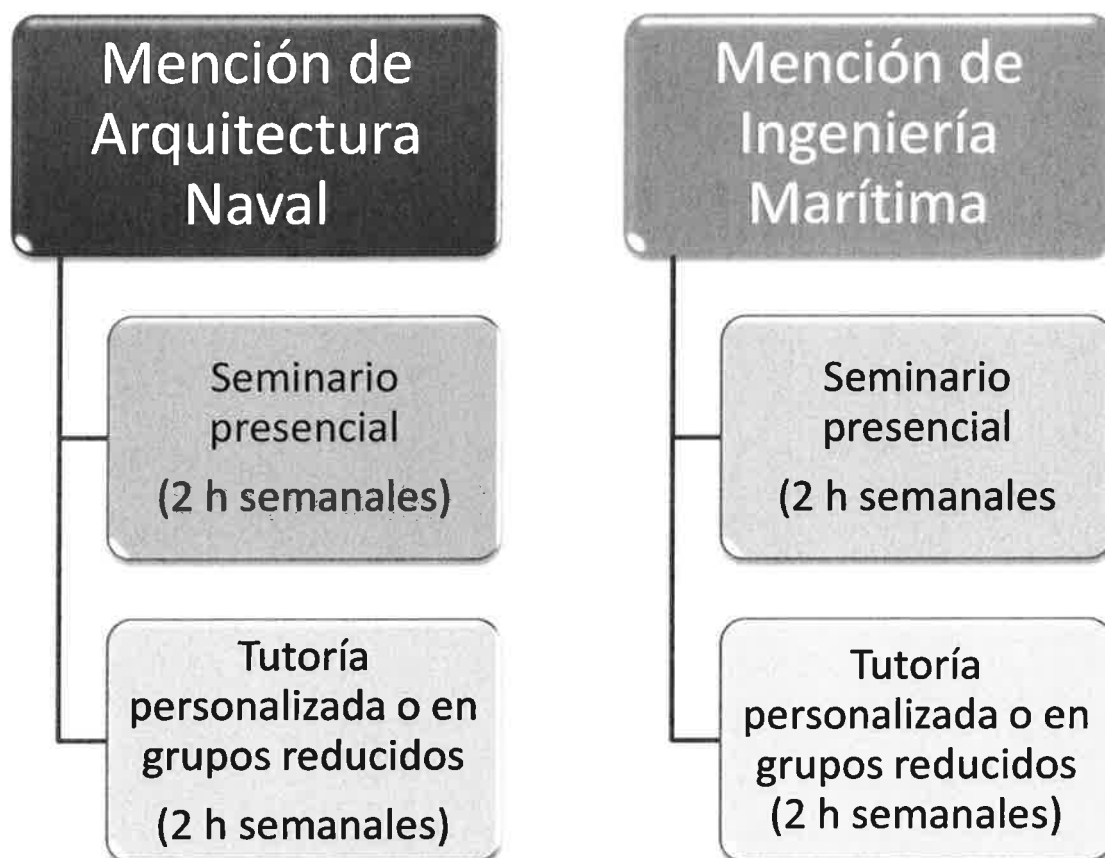 Mención de
Arquitectura
Naval
Seminario
presencial
(2 h semanales)
Tutoría
personalizada o en
grupos reducidos
(2 h semanales)
Mención de
Ingeniería
Marítima
Seminario
presencial
(2 h semanales
Tutoría
personalizada o en
grupos reducidos
(2 h semanales)